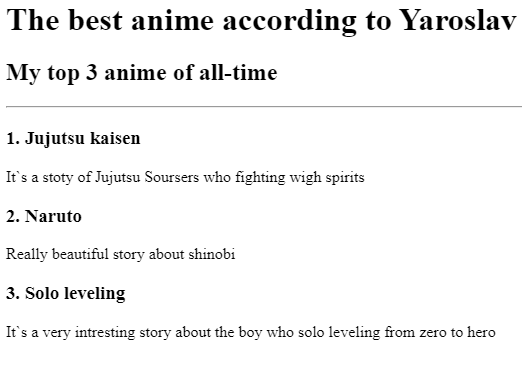 The best anime according to Yaroslav
My top 3 anime of all-time
1. Jujutsu kaisen
It`s a stoty of Jujutsu Soursers who fighting wigh spirits
2. Naruto
Really beautiful story about shinobi
3. Solo leveling
It`s a very intresting story about the boy who solo leveling from zero to hero